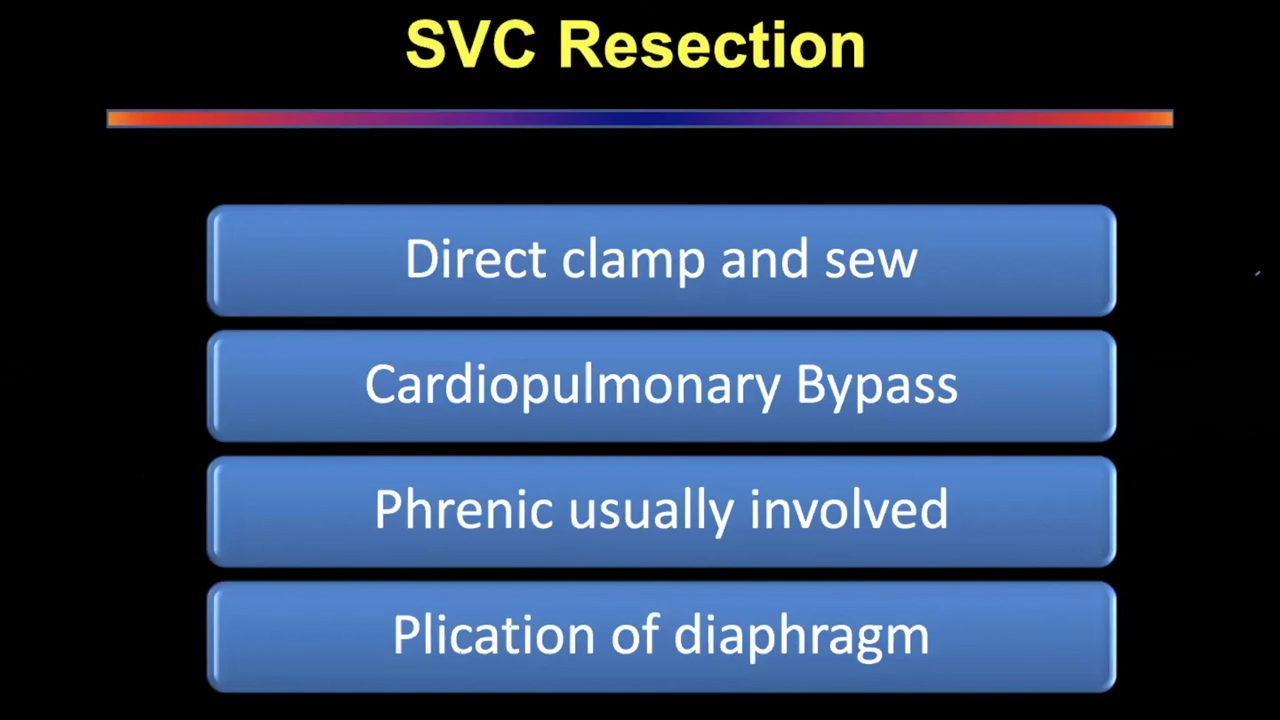 SVC Resection
Direct clamp and sew
Cardiopulmonary Bypass
Phrenic usually involved
Plication of diaphragm